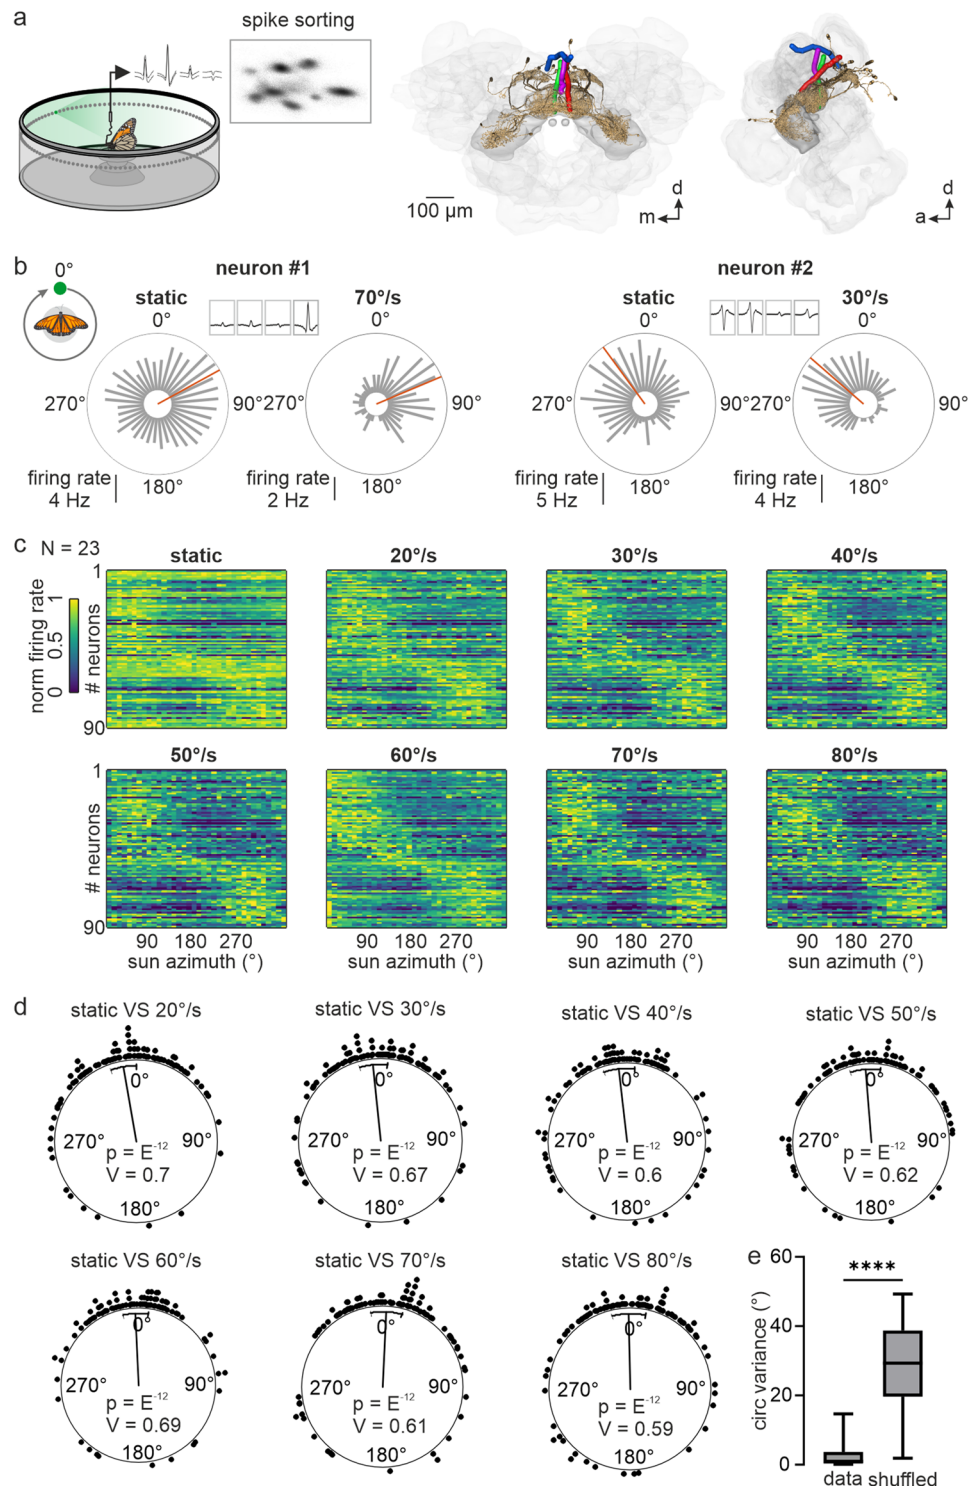 a
spike sorting
100 µm
d
m
d
a
b
0°
neuron #1
neuron #2
static
70°/s
static
30°/s
0°
0°
0°
0°
270°
90°
270°
90°
270°
90°
270°
90°
firing rate
4 Hz
180°
firing rate
2 Hz
180°
firing rate
5 Hz
180°
firing rate
4 Hz
180°
c
N = 23
static
20°/s
30°/s
40°/s
norm firing rate
0
0.5
1
# neurons
1
90
50°/s
60°/s
70°/s
80°/s
# neurons
1
90
90 180 270
90 180 270
90 180 270
90 180 270
sun azimuth (°)
sun azimuth (°)
sun azimuth (°)
sun azimuth (°)
d
static VS 20°/s
0°
270°
90°
p = E⁻¹²
V = 0.7
180°
static VS 30°/s
0°
270°
90°
p = E⁻¹²
V = 0.67
180°
static VS 40°/s
0°
270°
90°
p = E⁻¹²
V = 0.6
180°
static VS 50°/s
0°
270°
90°
p = E⁻¹²
V = 0.62
180°
static VS 60°/s
0°
270°
90°
p = E⁻¹²
V = 0.69
180°
static VS 70°/s
0°
270°
90°
p = E⁻¹²
V = 0.61
180°
static VS 80°/s
0°
270°
90°
p = E⁻¹²
V = 0.59
180°
e
circ variance (°)
60
40
20
0
****
data
shuffled